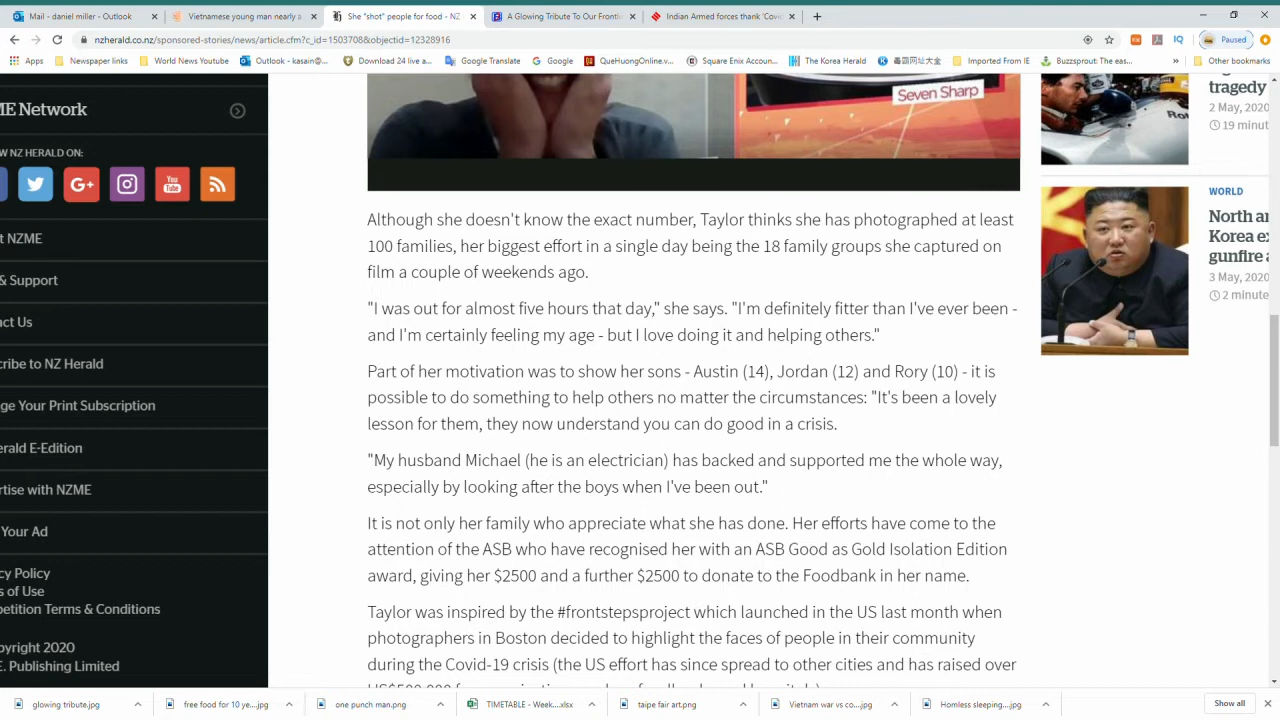 Mail - daniel miller - Outlook
Vietnamese young man nearly a
She "shot" people for food - NZ
A Glowing Tribute To Our Frontli
Indian Armed forces thank 'Covi
nzherald.co.nz/sponsored-stories/news/article.cfm?c_id=1503708&objectid=12328916
IQ
Paused
Apps
Newspaper links
World News Youtube
Outlook - kasain@...
Download 24 live a...
Google Translate
Google
QueHuongOnline.v...
Square Enix Accoun...
The Korea Herald
Imported From IE
Buzzsprout: The eas...
»
Other bookmarks
ME Network
W NZ HERALD ON:
G+
You Tube
t NZME
& Support
act Us
cribe to NZ Herald
ge Your Print Subscription
erald E-Edition
rtise with NZME
Your Ad
cy Policy
s of Use
petition Terms & Conditions
pyright 2020
E. Publishing Limited
Seven Sharp
Although she doesn't know the exact number, Taylor thinks she has photographed at least
100 families, her biggest effort in a single day being the 18 family groups she captured on
film a couple of weekends ago.
"I was out for almost five hours that day," she says. "I'm definitely fitter than I've ever been -
and I'm certainly feeling my age - but I love doing it and helping others."
Part of her motivation was to show her sons - Austin (14), Jordan (12) and Rory (10) - it is
possible to do something to help others no matter the circumstances: "It's been a lovely
lesson for them, they now understand you can do good in a crisis.
"My husband Michael (he is an electrician) has backed and supported me the whole way,
especially by looking after the boys when I've been out."
It is not only her family who appreciate what she has done. Her efforts have come to the
attention of the ASB who have recognised her with an ASB Good as Gold Isolation Edition
award, giving her $2500 and a further $2500 to donate to the Foodbank in her name.
Taylor was inspired by the #frontstepsproject which launched in the US last month when
photographers in Boston decided to highlight the faces of people in their community
during the Covid-19 crisis (the US effort has since spread to other cities and has raised over
tragedy
2 May, 2020
19 minut
WORLD
North an
Korea ex
gunfire a
3 May, 2020
2 minute
glowing tribute.jpg
free food for 10 ye....jpg
one punch man.png
TIMETABLE - Week....xlsx
taipe fair art.png
Vietnam war vs co....jpg
Homless sleeping....jpg
Show all